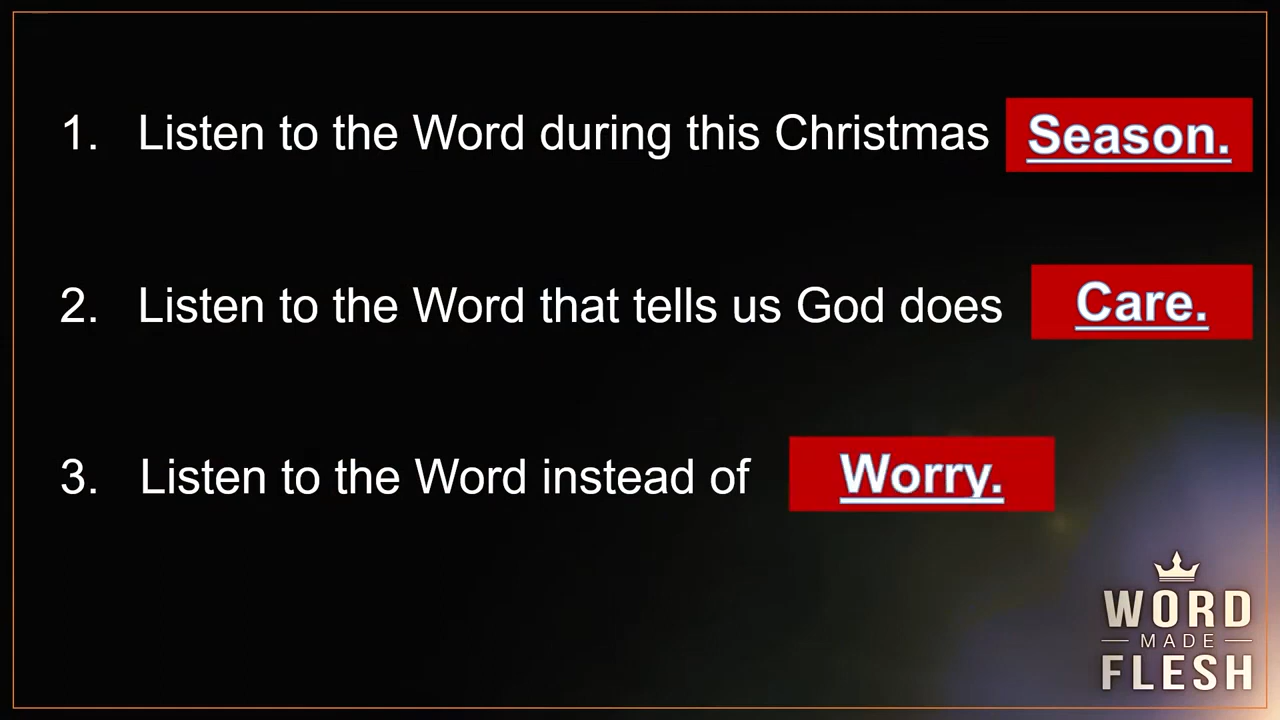 1. Listen to the Word during this Christmas Season.
2. Listen to the Word that tells us God does Care.
3. Listen to the Word instead of Worry.
WORD
MADE
FLESH